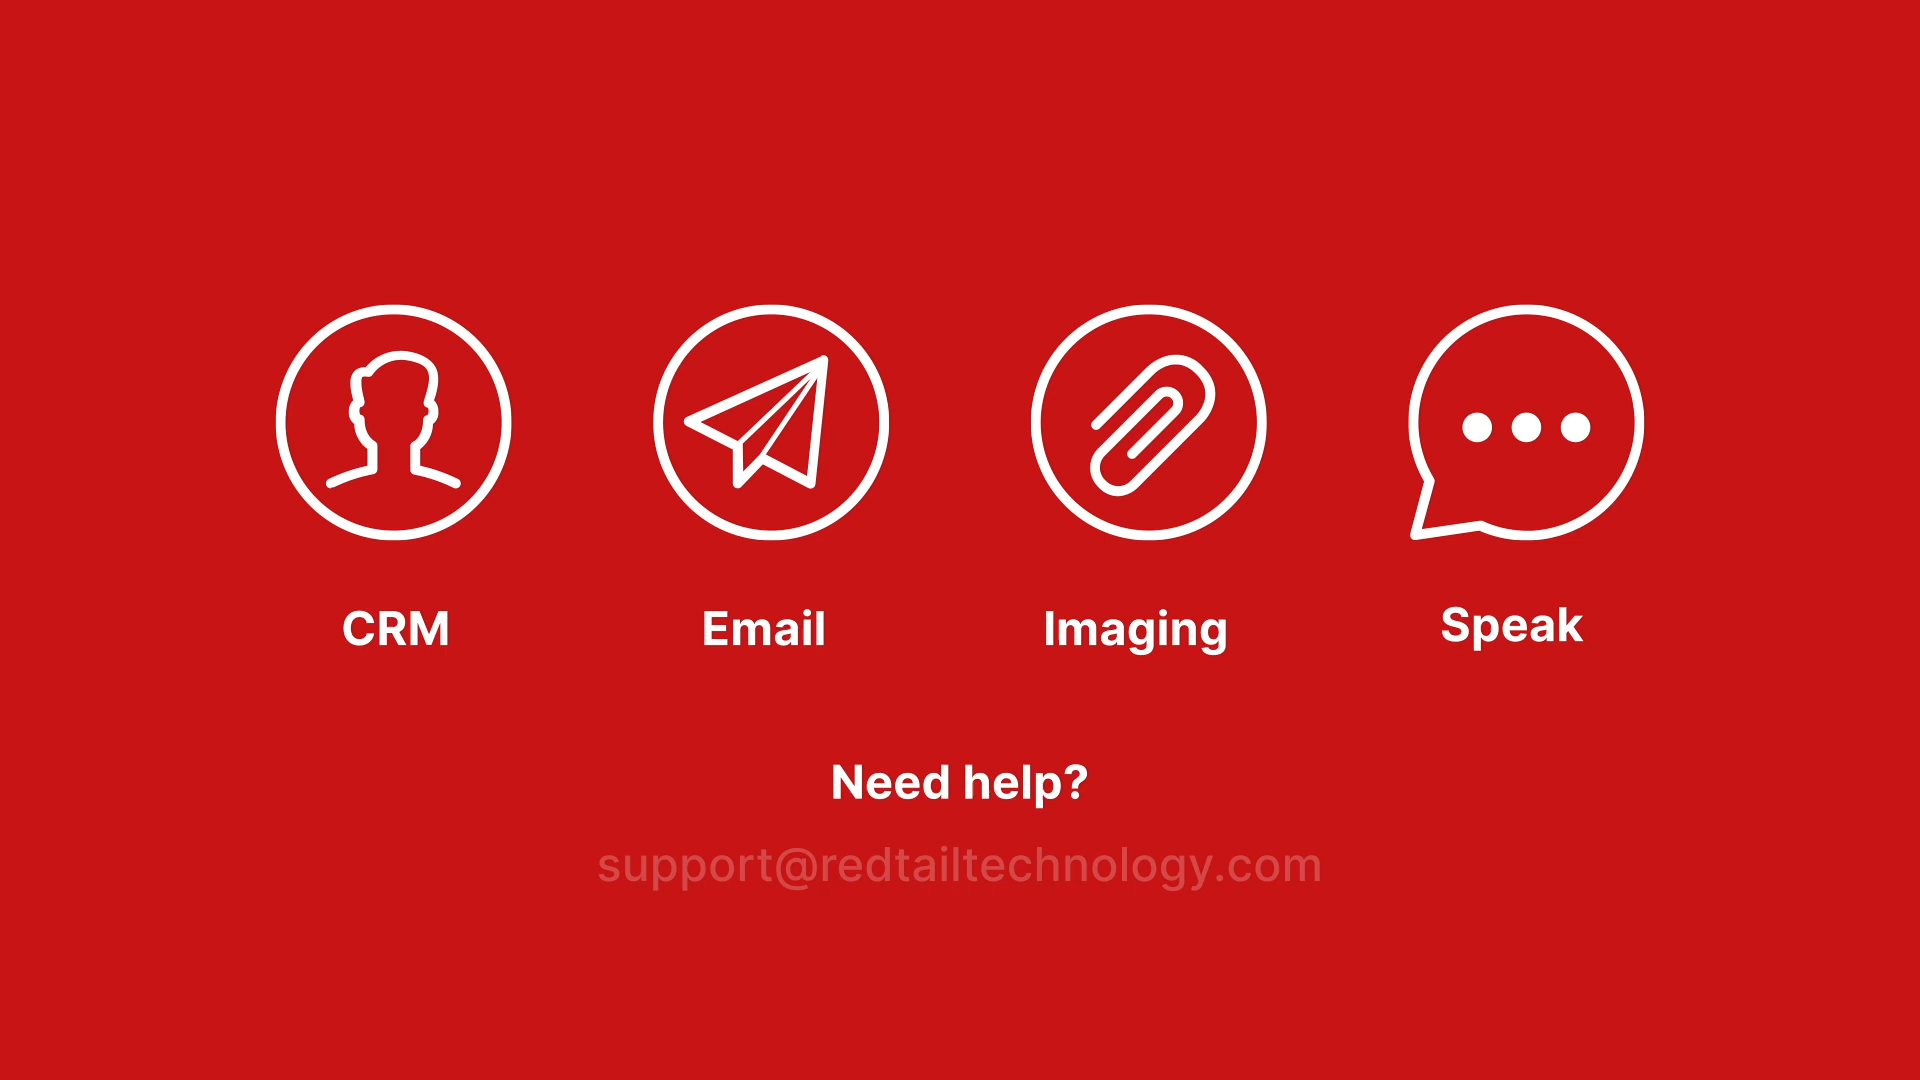 CRM
Email
Imaging
Speak
Need help?
support@redtailtechnology.com